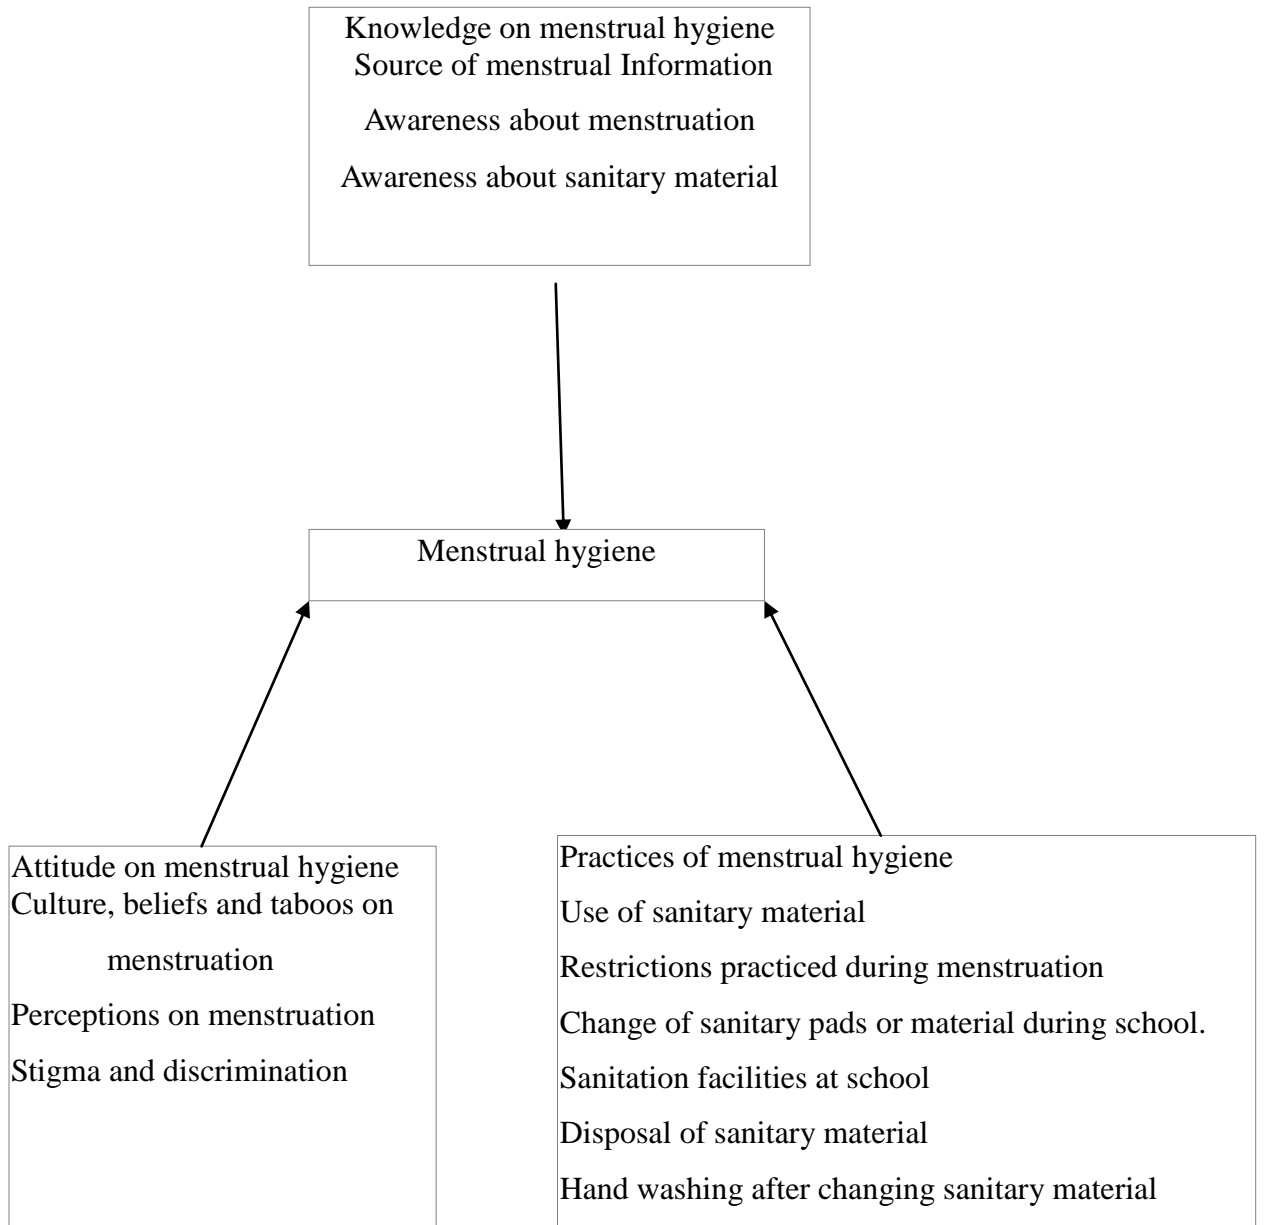 Knowledge on menstrual hygiene
Source of menstrual Information
Awareness about menstruation
Awareness about sanitary material
Menstrual hygiene
Attitude on menstrual hygiene
Culture, beliefs and taboos on
menstruation
Perceptions on menstruation
Stigma and discrimination
Practices of menstrual hygiene
Use of sanitary material
Restrictions practiced during menstruation
Change of sanitary pads or material during school.
Sanitation facilities at school
Disposal of sanitary material
Hand washing after changing sanitary material